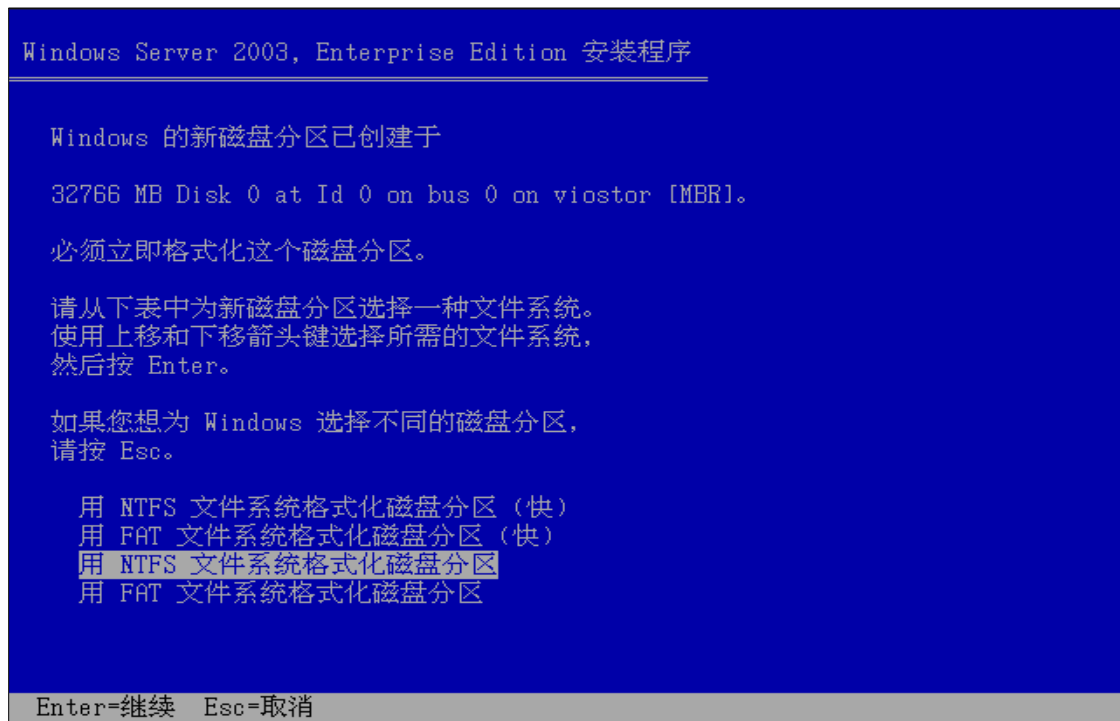 Windows Server 2003, Enterprise Edition 安装程序
Windows 的新磁盘分区已创建于
32766 MB Disk 0 at Id 0 on bus 0 on viostor [MBR]。
必须立即格式化这个磁盘分区。
请从下表中为新磁盘分区选择一种文件系统。
使用上移和下移箭头键选择所需的文件系统，
然后按 Enter。
如果您想为 Windows 选择不同的磁盘分区，
请按 Esc。
用 NTFS 文件系统格式化磁盘分区（快）
用 FAT 文件系统格式化磁盘分区（快）
用 NTFS 文件系统格式化磁盘分区
用 FAT 文件系统格式化磁盘分区
Enter=继续 Esc=取消